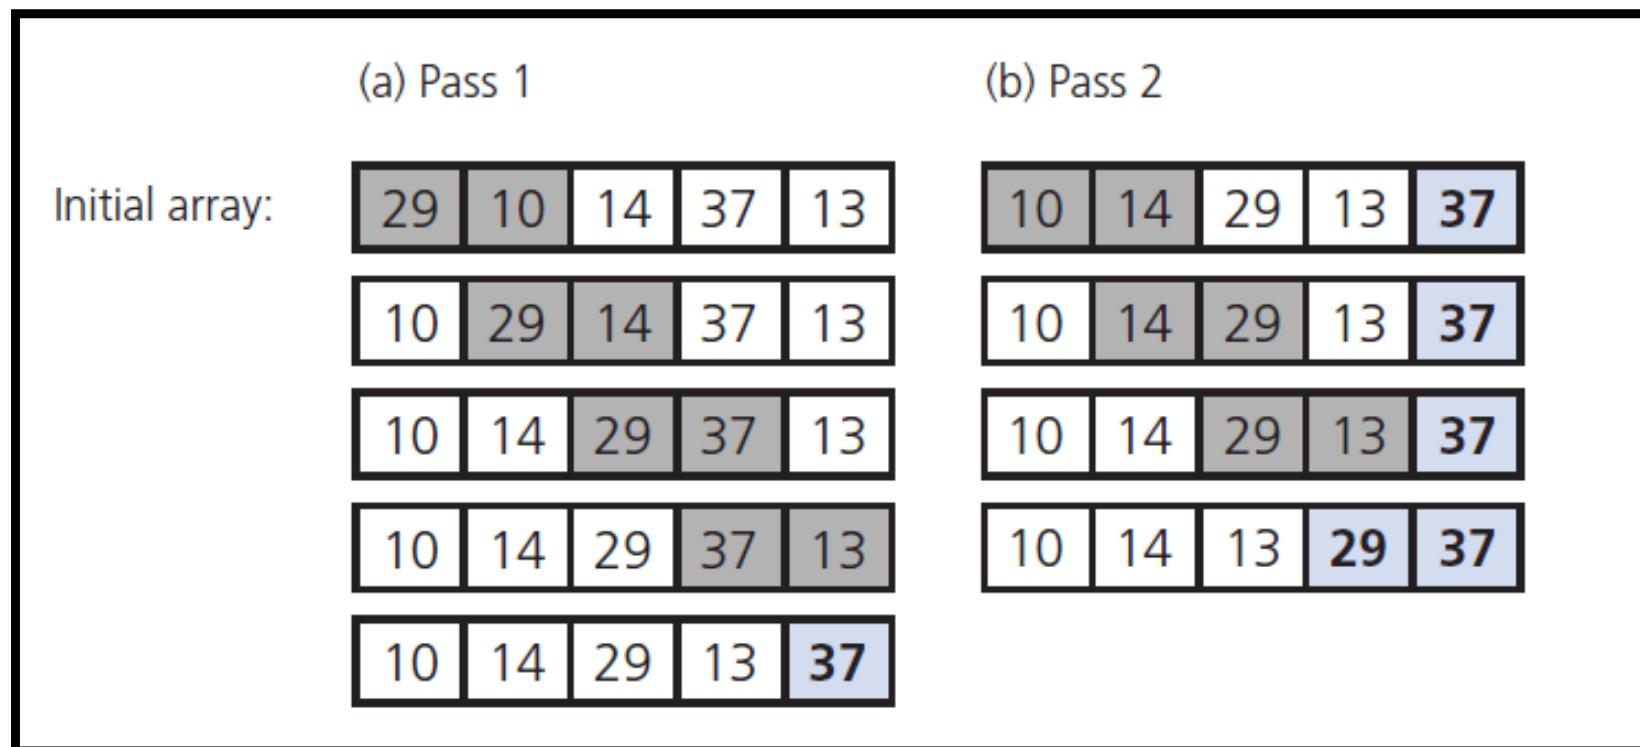 (a) Pass 1 (b) Pass 2
Initial array: 29 10 14 37 13 10 14 29 13 37
10 29 14 37 13 10 14 29 13 37
10 14 29 37 13 10 14 29 13 37
10 14 29 37 13 10 14 13 29 37
10 14 29 13 37